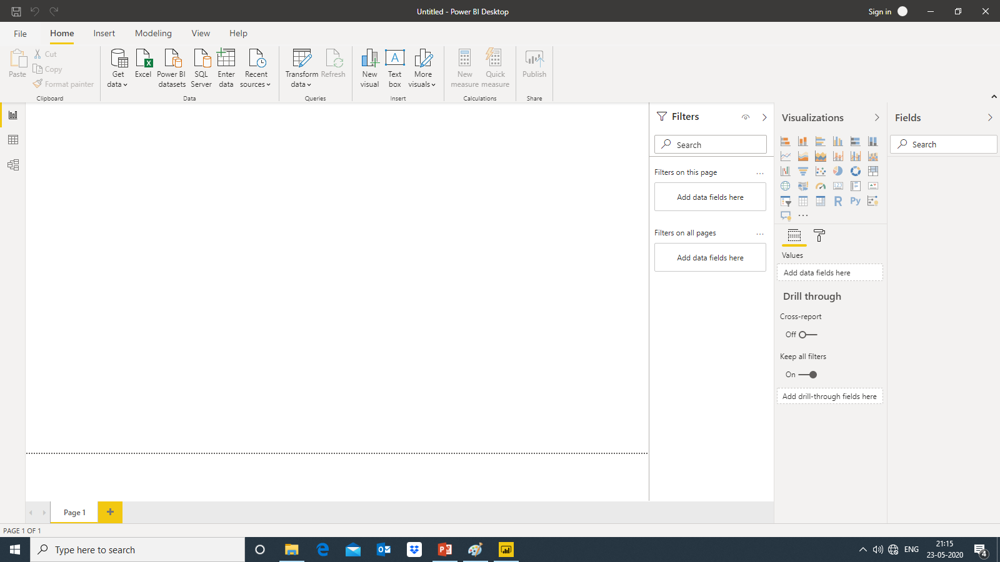 Untitled - Power BI Desktop
Sign in
File Home Insert Modeling View Help
Paste
Cut
Copy
Format painter
Clipboard
Get data
Excel
Power BI datasets
SQL Server
Enter data
Recent sources
Data
Transform data
Refresh
Queries
New visual
Text box
More visuals
Insert
New measure
Quick measure
Calculations
Publish
Share
Filters
Search
Filters on this page ...
Add data fields here
Filters on all pages ...
Add data fields here
Visualizations
123
R
Py
...
Values
Add data fields here
Drill through
Cross-report
Off
Keep all filters
On
Add drill-through fields here
Fields
Search
Page 1
+
PAGE 1 OF 1
Type here to search
ENG
21:15
23-05-2020
4